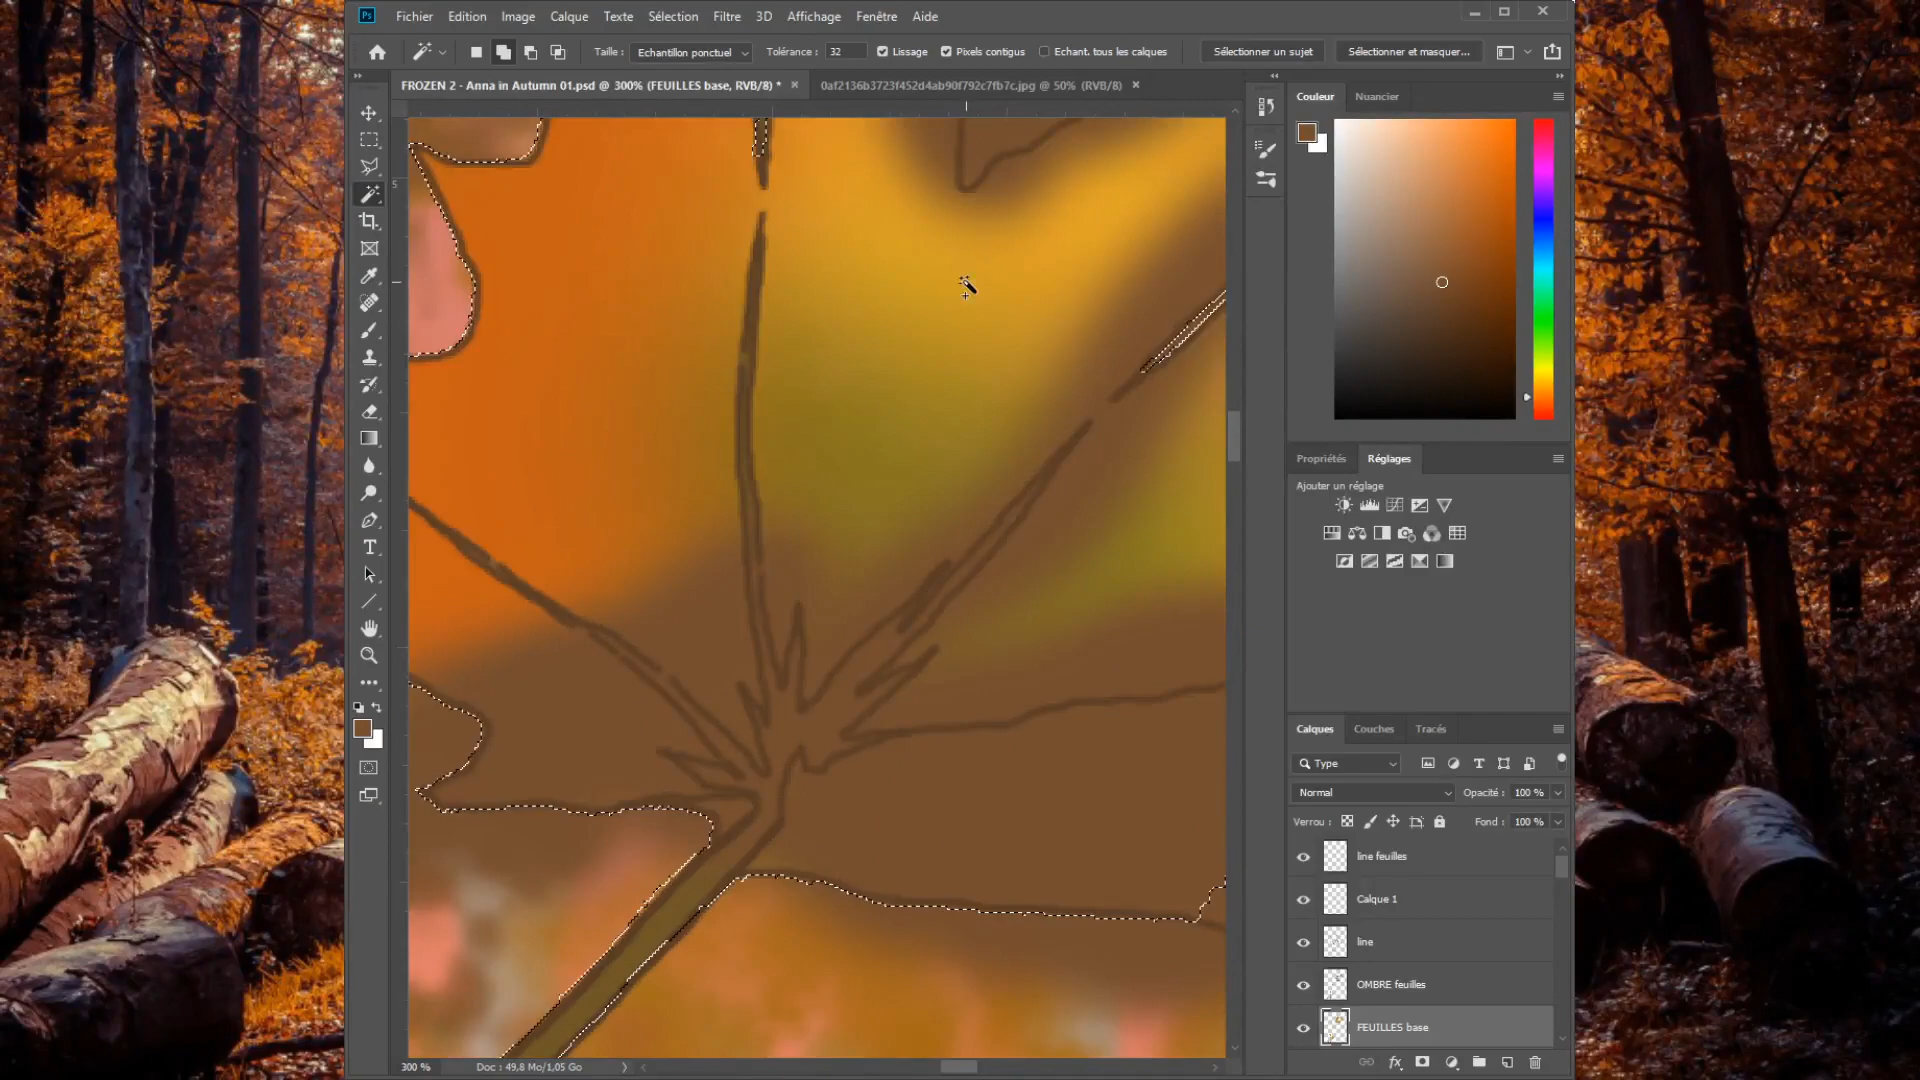 Ps Fichier Edition Image Calque Texte Sélection Filtre 3D Affichage Fenêtre Aide
Taille : Echantillon ponctuel Tolérance : 32 Lissage Pixels contigus Echant. tous les calques Sélectionner un sujet Sélectionner et masquer...
FROZEN 2 - Anna in Autumn 01.psd @ 300% (FEUILLES base, RVB/8) * 0af2136b3723f452d4ab90f792c7fb7c.jpg @ 50% (RVB/8)
Couleur Nuancier
5
Propriétés Réglages
Ajouter un réglage
Calques Couches Tracés
Type
Normal Opacité : 100 %
Verrou : Fond : 100 %
line feuilles
Calque 1
line
OMBRE feuilles
FEUILLES base
fx
300 % Doc : 49,8 Mo/1,05 Go